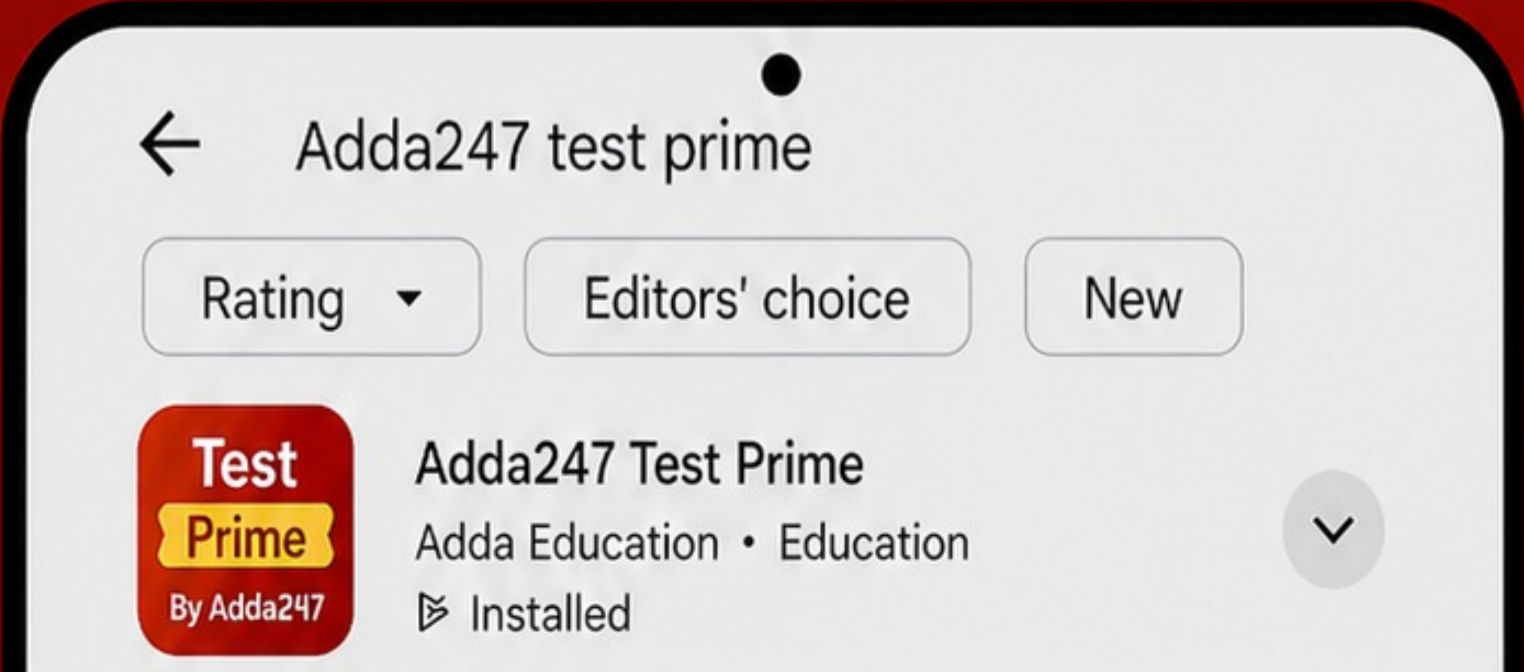 Adda247 test prime
Rating
Editors' choice
New
Test
Prime
By Adda247
Adda247 Test Prime
Adda Education • Education
Installed